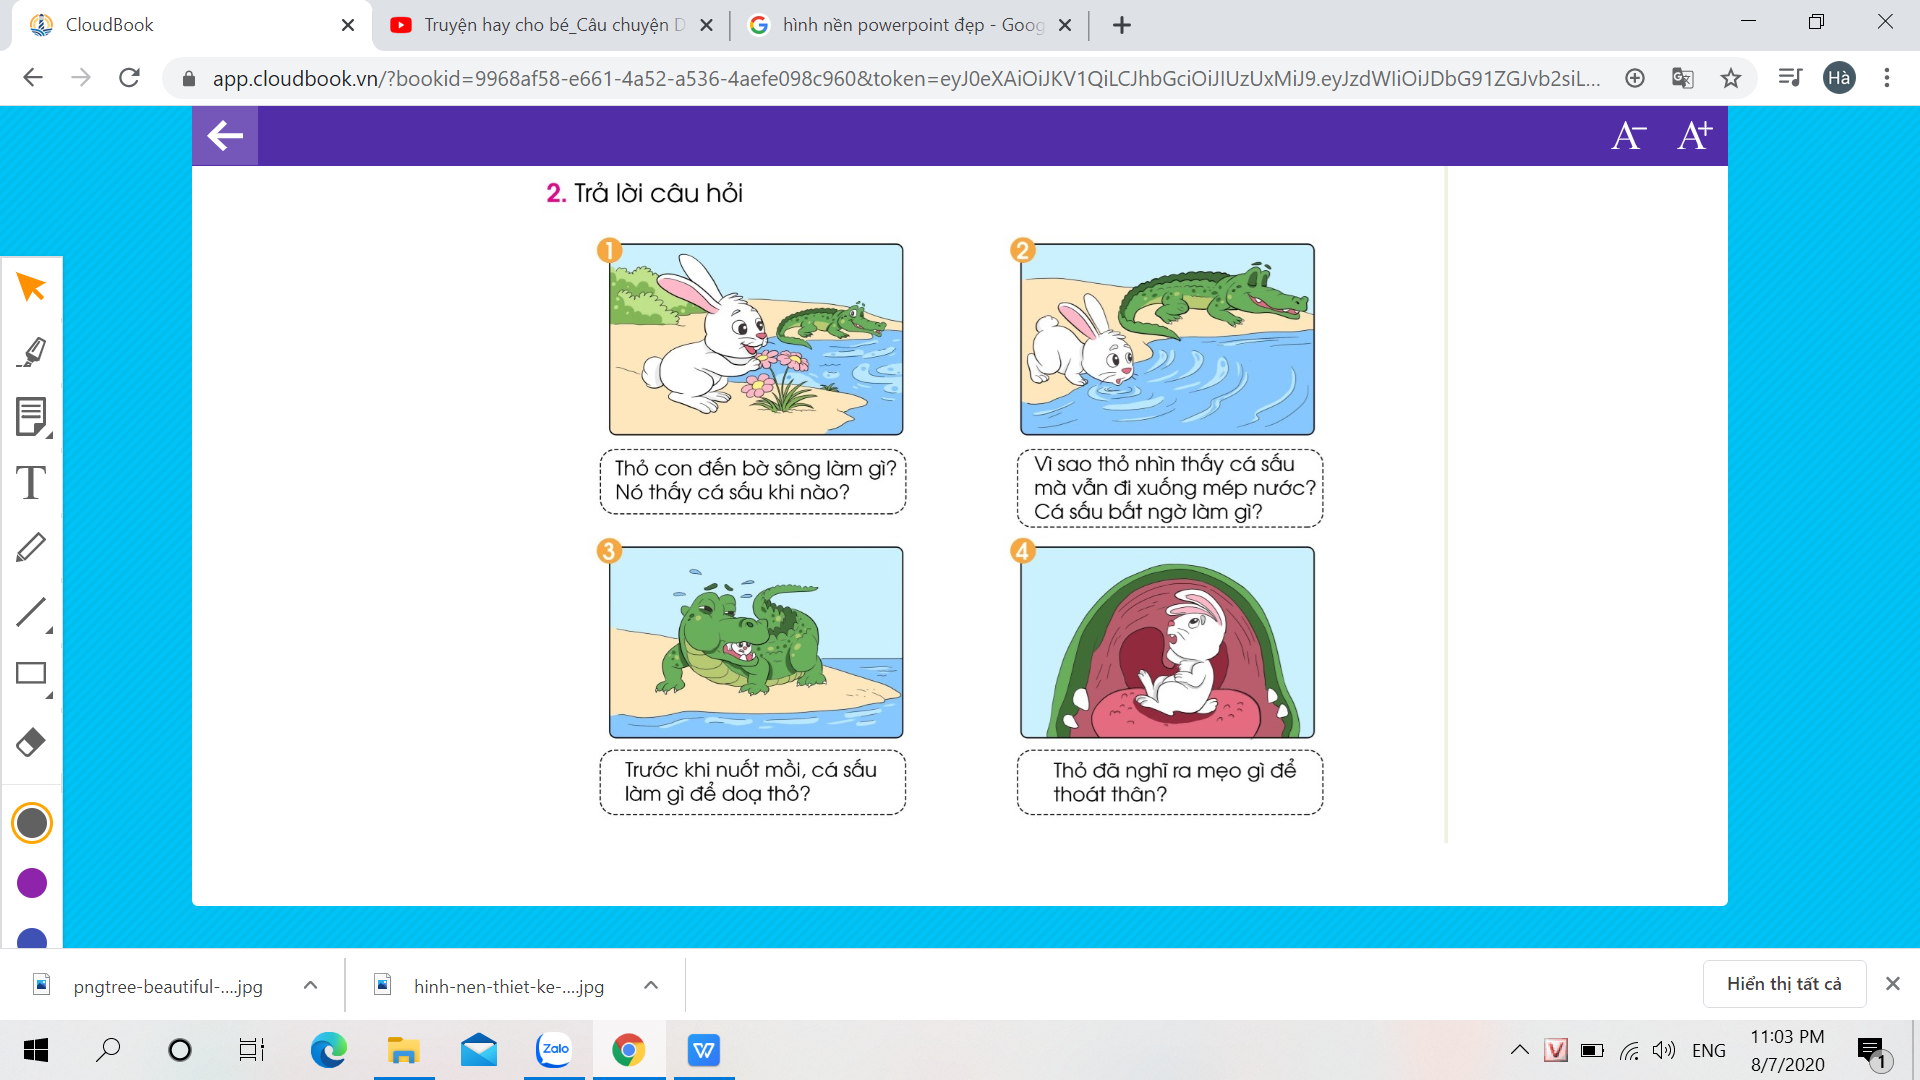 CloudBook
Truyện hay cho bé_Câu chuyện D
hình nền powerpoint đẹp - Goog
app.cloudbook.vn/?bookid=9968af58-e661-4a52-a536-4aefe098c960&token=eyJ0eXAiOiJKV1QiLCJhbGciOiJIUzUxMiJ9.eyJzdWIiOiJDbG91ZGJvb2siL...
Hà
A− A+
2. Trả lời câu hỏi
1
Thỏ con đến bờ sông làm gì?
Nó thấy cá sấu khi nào?
2
Vì sao thỏ nhìn thấy cá sấu
mà vẫn đi xuống mép nước?
Cá sấu bất ngờ làm gì?
3
Trước khi nuốt mồi, cá sấu
làm gì để doạ thỏ?
4
Thỏ đã nghĩ ra mẹo gì để
thoát thân?
T
pngtree-beautiful-....jpg
hinh-nen-thiet-ke-....jpg
Hiển thị tất cả
Zalo
W
V
ENG
11:03 PM
8/7/2020
1